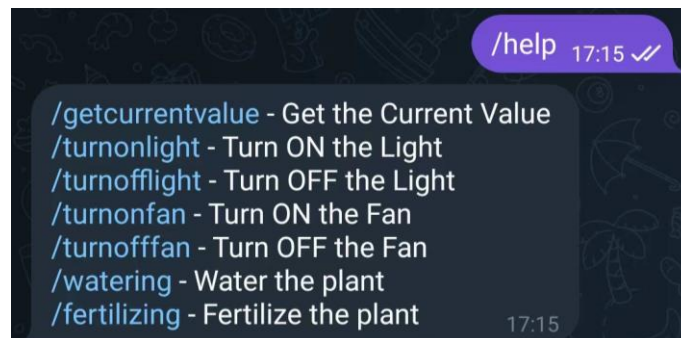 /help 17:15
/getcurrentvalue - Get the Current Value
/turnonlight - Turn ON the Light
/turnofflight - Turn OFF the Light
/turnonfan - Turn ON the Fan
/turnofffan - Turn OFF the Fan
/watering - Water the plant
/fertilizing - Fertilize the plant 17:15